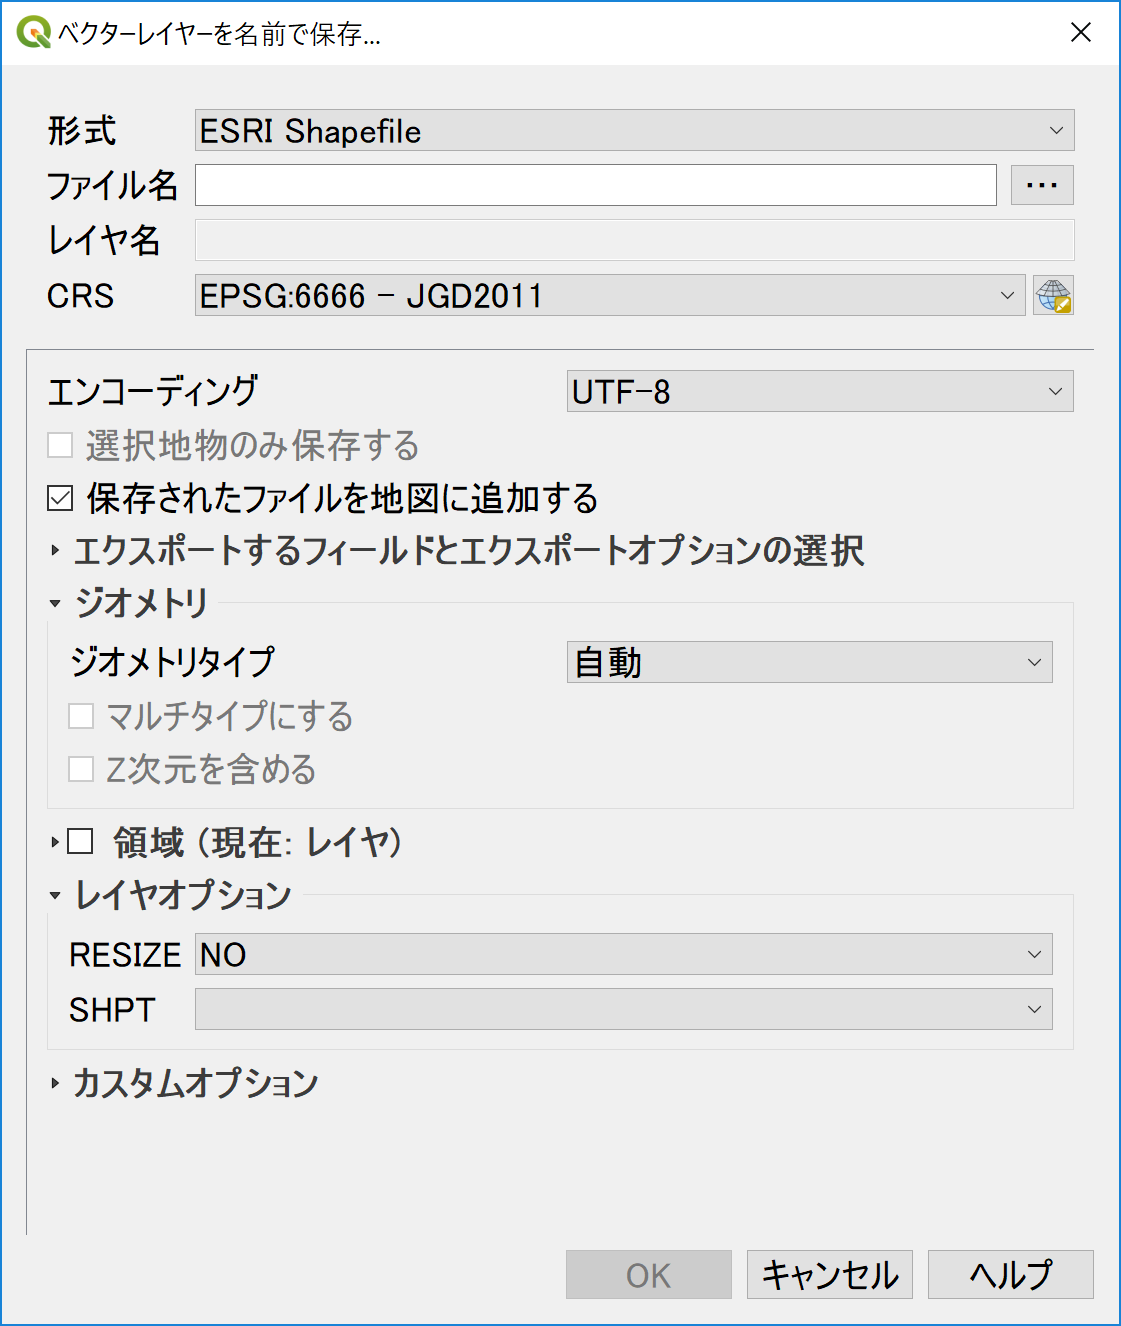 ベクターレイヤーを名前で保存...
形式 ESRI Shapefile
ファイル名 ...
レイヤ名
CRS EPSG:6666 - JGD2011
エンコーディング UTF-8
選択地物のみ保存する
保存されたファイルを地図に追加する
エクスポートするフィールドとエクスポートオプションの選択
ジオメトリ
ジオメトリタイプ 自動
マルチタイプにする
Z次元を含める
領域 (現在: レイヤ)
レイヤオプション
RESIZE NO
SHPT
カスタムオプション
OK キャンセル ヘルプ